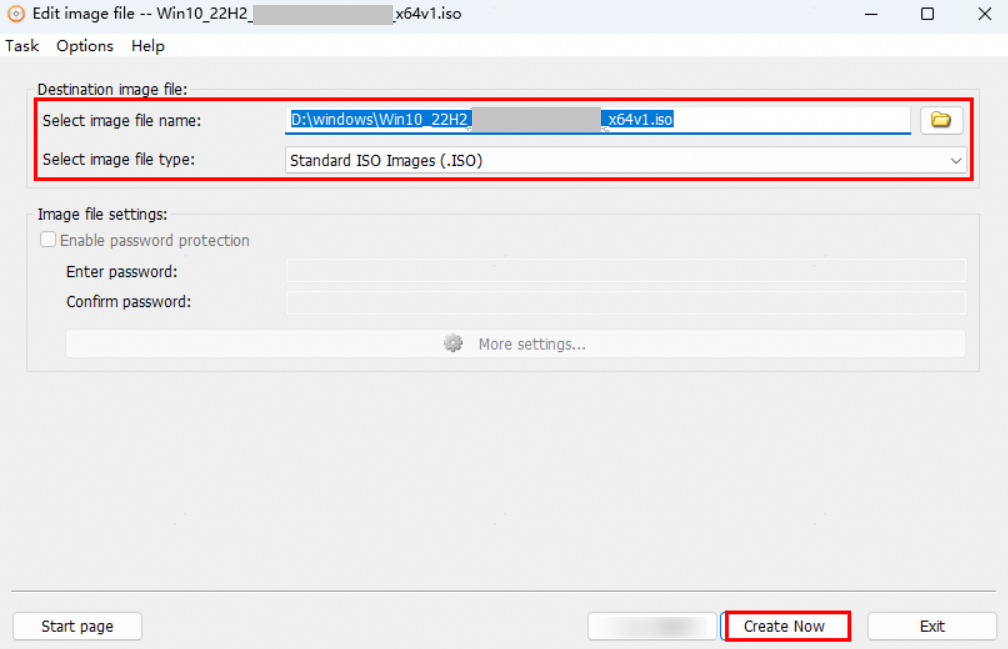 Edit image file -- Win10_22H2_ _x64v1.iso
Task Options Help
Destination image file:
Select image file name: D:\windows\Win10_22H2_ _x64v1.iso
Select image file type: Standard ISO Images (.ISO)
Image file settings:
Enable password protection
Enter password:
Confirm password:
More settings...
Start page Create Now Exit